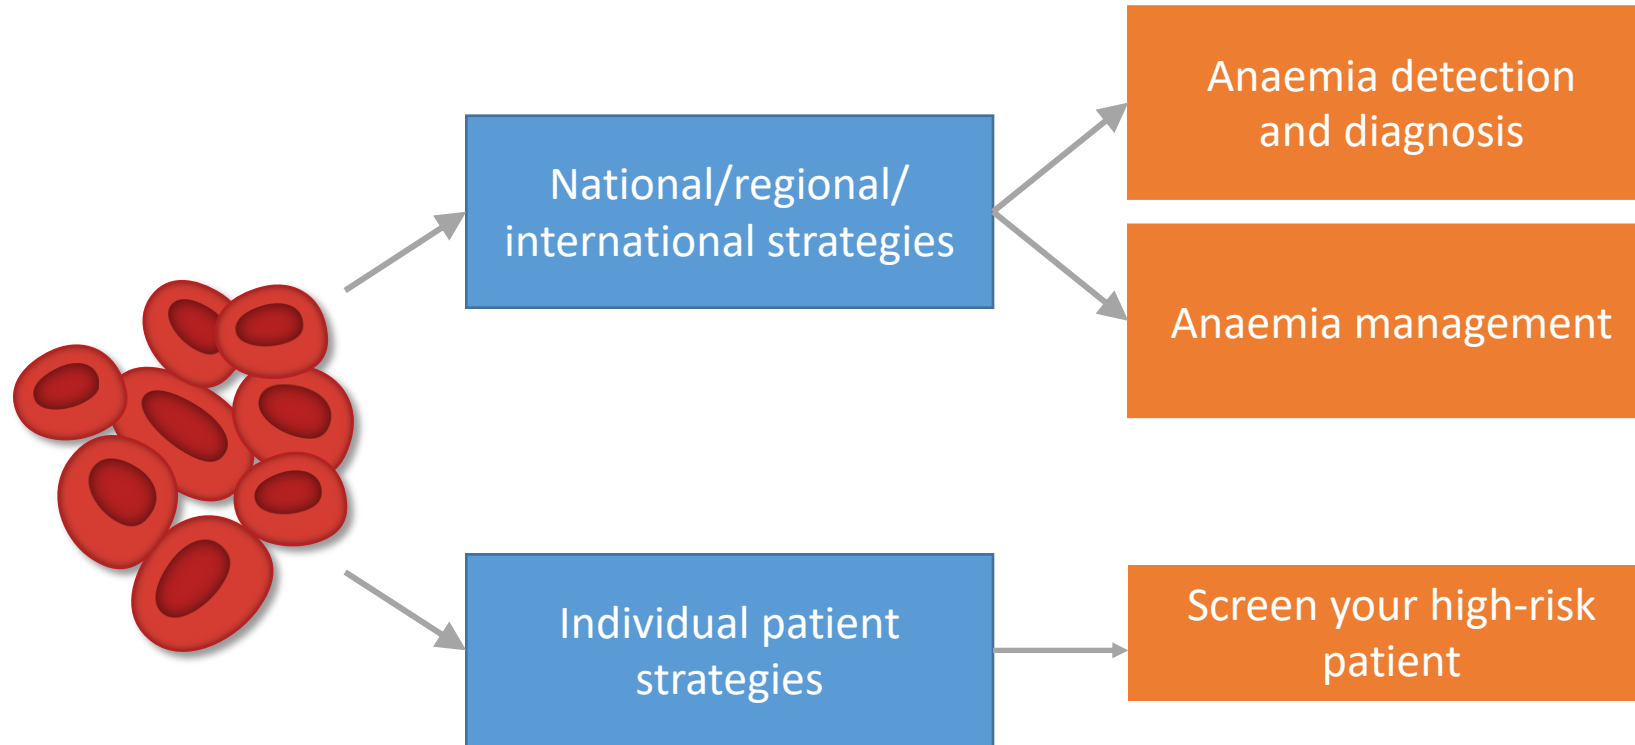 National/regional/
international strategies
Anaemia detection
and diagnosis
Anaemia management
Individual patient
strategies
Screen your high-risk
patient